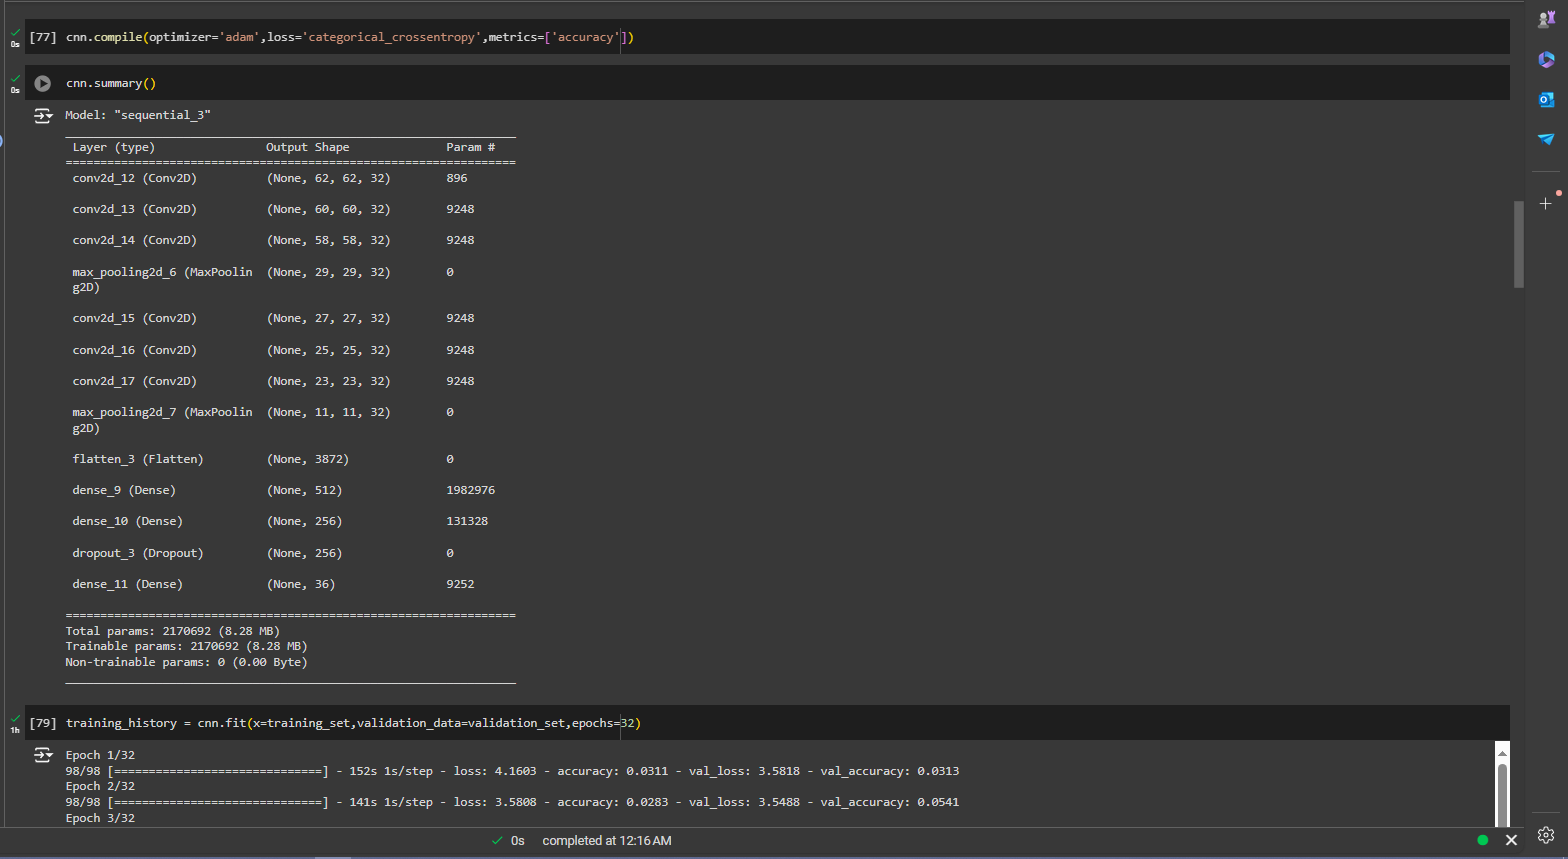 0s
[77] cnn.compile(optimizer='adam',loss='categorical_crossentropy',metrics=['accuracy'])
0s
cnn.summary()
Model: "sequential_3"
Layer (type) Output Shape Param #
=================================================================
conv2d_12 (Conv2D) (None, 62, 62, 32) 896
conv2d_13 (Conv2D) (None, 60, 60, 32) 9248
conv2d_14 (Conv2D) (None, 58, 58, 32) 9248
max_pooling2d_6 (MaxPoolin (None, 29, 29, 32) 0
g2D)
conv2d_15 (Conv2D) (None, 27, 27, 32) 9248
conv2d_16 (Conv2D) (None, 25, 25, 32) 9248
conv2d_17 (Conv2D) (None, 23, 23, 32) 9248
max_pooling2d_7 (MaxPoolin (None, 11, 11, 32) 0
g2D)
flatten_3 (Flatten) (None, 3872) 0
dense_9 (Dense) (None, 512) 1982976
dense_10 (Dense) (None, 256) 131328
dropout_3 (Dropout) (None, 256) 0
dense_11 (Dense) (None, 36) 9252
=================================================================
Total params: 2170692 (8.28 MB)
Trainable params: 2170692 (8.28 MB)
Non-trainable params: 0 (0.00 Byte)
1h
[79] training_history = cnn.fit(x=training_set,validation_data=validation_set,epochs=32)
Epoch 1/32
98/98 [==============================] - 152s 1s/step - loss: 4.1603 - accuracy: 0.0311 - val_loss: 3.5818 - val_accuracy: 0.0313
Epoch 2/32
98/98 [==============================] - 141s 1s/step - loss: 3.5808 - accuracy: 0.0283 - val_loss: 3.5488 - val_accuracy: 0.0541
Epoch 3/32
0s completed at 12:16 AM